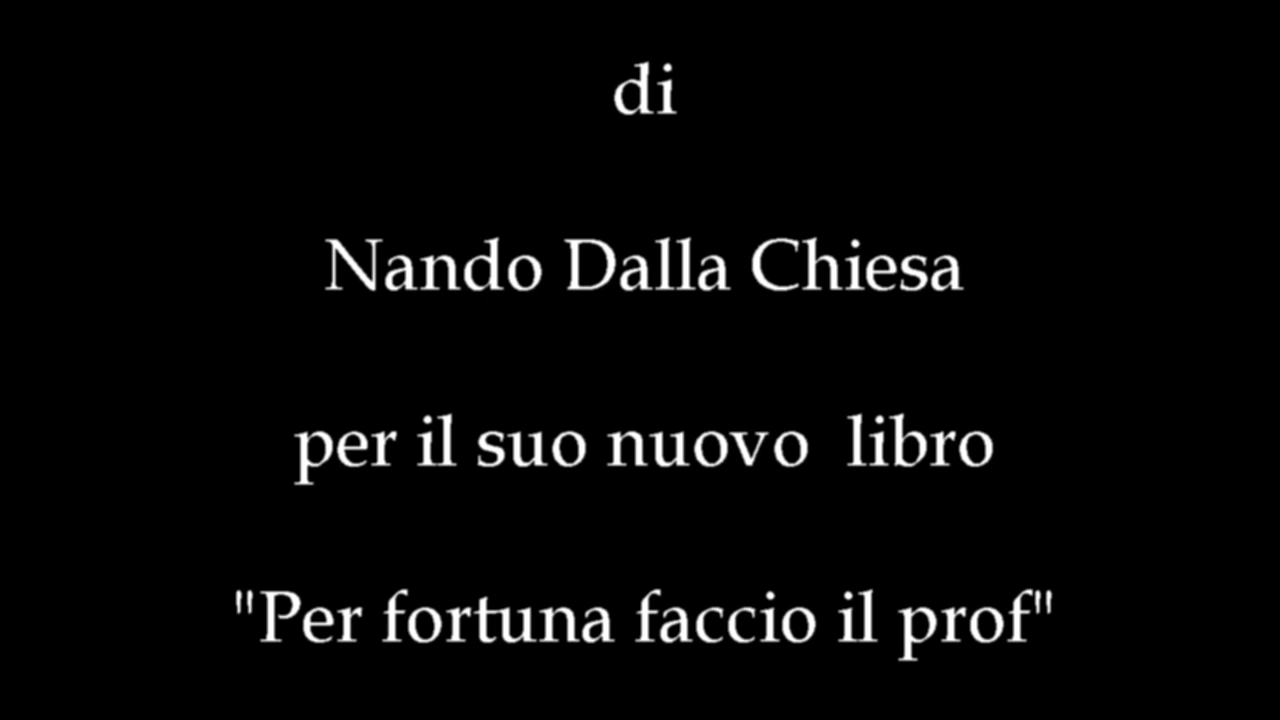 di
Nando Dalla Chiesa
per il suo nuovo  libro
"Per fortuna faccio il prof"